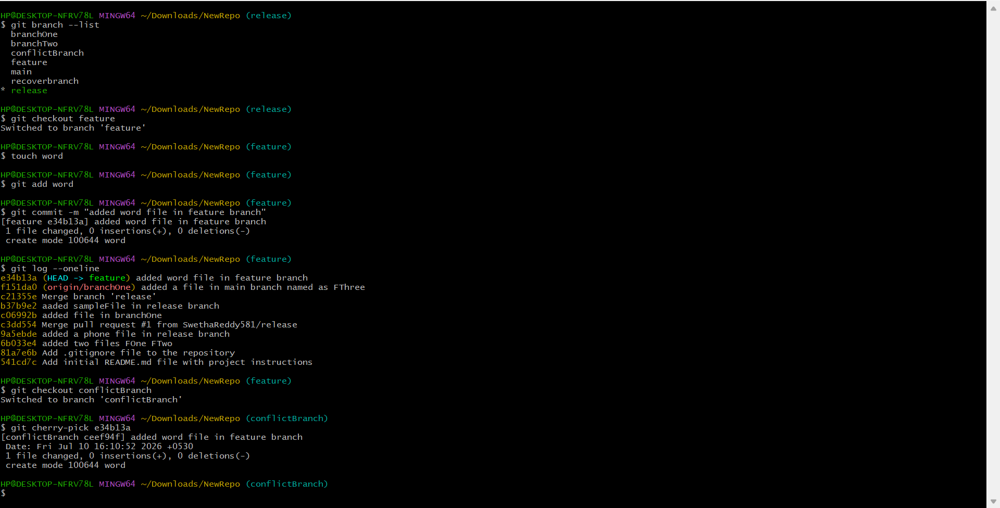 HP@DESKTOP-NFRV78L MINGW64 ~/Downloads/NewRepo (release)
$ git branch --list
  branchOne
  branchTwo
  conflictBranch
  feature
  main
  recoverbranch
* release

HP@DESKTOP-NFRV78L MINGW64 ~/Downloads/NewRepo (release)
$ git checkout feature
Switched to branch 'feature'

HP@DESKTOP-NFRV78L MINGW64 ~/Downloads/NewRepo (feature)
$ touch word

HP@DESKTOP-NFRV78L MINGW64 ~/Downloads/NewRepo (feature)
$ git add word

HP@DESKTOP-NFRV78L MINGW64 ~/Downloads/NewRepo (feature)
$ git commit -m "added word file in feature branch"
[feature e34b13a] added word file in feature branch
 1 file changed, 0 insertions(+), 0 deletions(-)
 create mode 100644 word

HP@DESKTOP-NFRV78L MINGW64 ~/Downloads/NewRepo (feature)
$ git log --oneline
e34b13a (HEAD -> feature) added word file in feature branch
f151da0 (origin/branchOne) added a file in main branch named as FThree
c21355e Merge branch 'release'
b37b9e2 aaded sampleFile in release branch
c06992b added file in branchOne
c3dd554 Merge pull request #1 from SwethaReddy581/release
9a5ebde added a phone file in release branch
6b033e4 added two files FOne FTwo
81a7e6b Add .gitignore file to the repository
541cd7c Add initial README.md file with project instructions

HP@DESKTOP-NFRV78L MINGW64 ~/Downloads/NewRepo (feature)
$ git checkout conflictBranch
Switched to branch 'conflictBranch'

HP@DESKTOP-NFRV78L MINGW64 ~/Downloads/NewRepo (conflictBranch)
$ git cherry-pick e34b13a
[conflictBranch ceef94f] added word file in feature branch
 Date: Fri Jul 10 16:10:52 2026 +0530
 1 file changed, 0 insertions(+), 0 deletions(-)
 create mode 100644 word

HP@DESKTOP-NFRV78L MINGW64 ~/Downloads/NewRepo (conflictBranch)
$